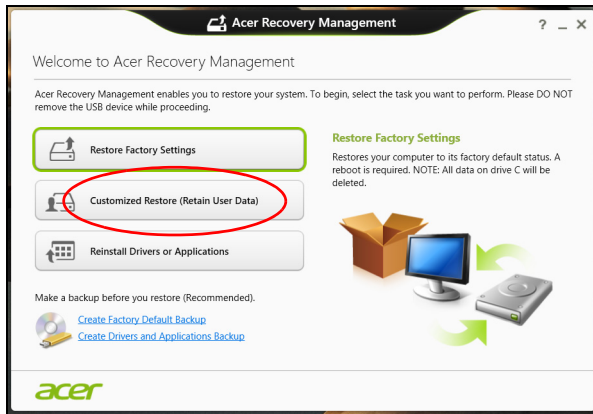 Acer Recovery Management
? _ X
Welcome to Acer Recovery Management
Acer Recovery Management enables you to restore your system. To begin, select the task you want to perform. Please DO NOT
remove the USB device while proceeding.
Restore Factory Settings
Customized Restore (Retain User Data)
Reinstall Drivers or Applications
Restore Factory Settings
Restores your computer to its factory default status. A
reboot is required. NOTE: All data on drive C will be
deleted.
Make a backup before you restore (Recommended).
Create Factory Default Backup
Create Drivers and Applications Backup
acer